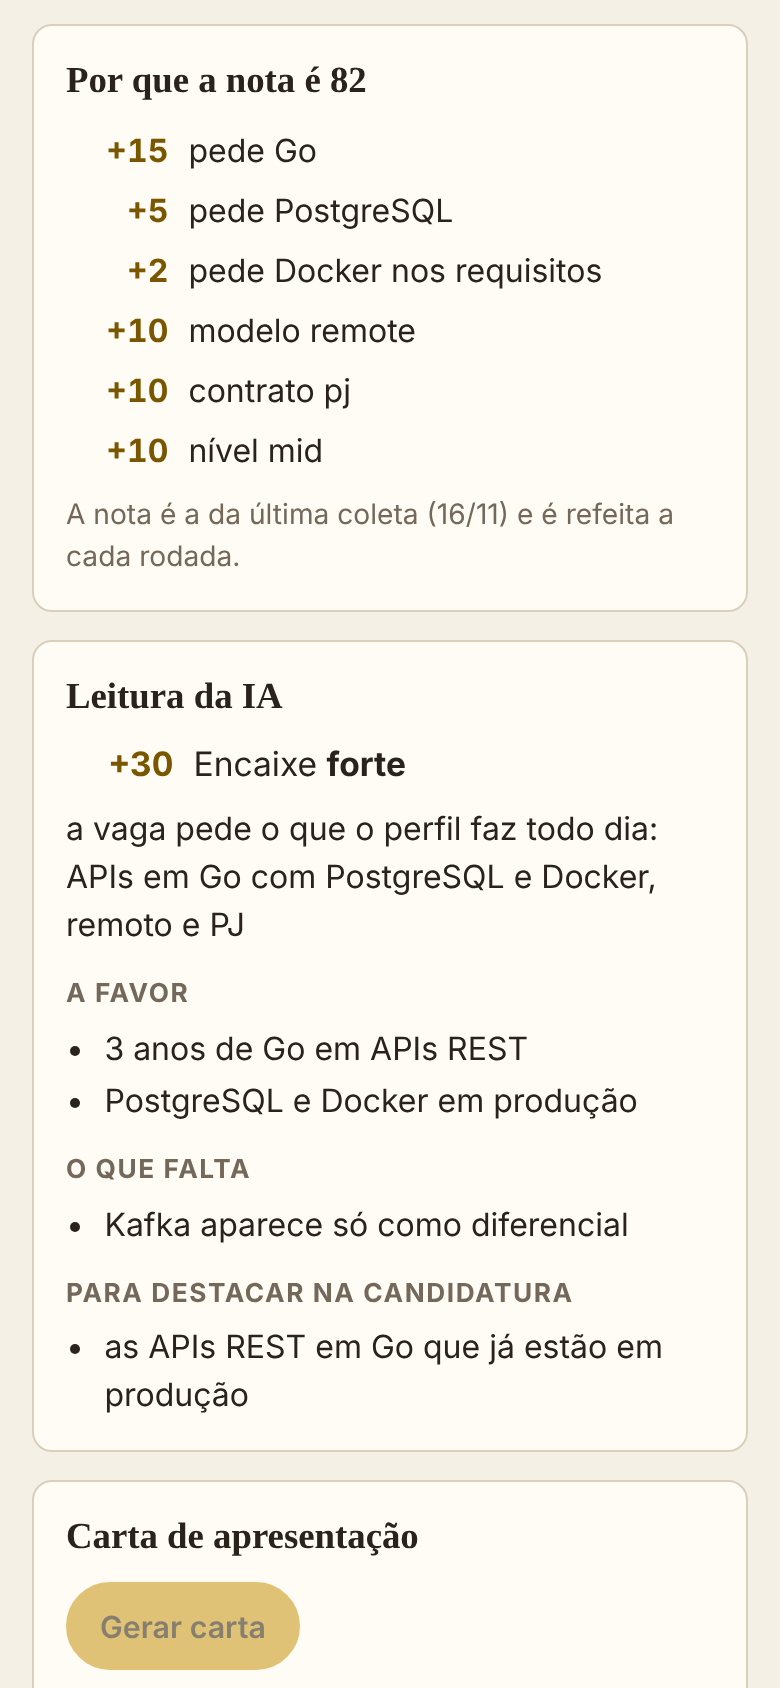 Por que a nota é 82
+15 pede Go
+5 pede PostgreSQL
+2 pede Docker nos requisitos
+10 modelo remote
+10 contrato pj
+10 nível mid
A nota é a da última coleta (16/11) e é refeita a
cada rodada.
Leitura da IA
+30 Encaixe forte
a vaga pede o que o perfil faz todo dia:
APIs em Go com PostgreSQL e Docker,
remoto e PJ
A FAVOR
• 3 anos de Go em APIs REST
• PostgreSQL e Docker em produção
O QUE FALTA
• Kafka aparece só como diferencial
PARA DESTACAR NA CANDIDATURA
• as APIs REST em Go que já estão em
produção
Carta de apresentação
Gerar carta